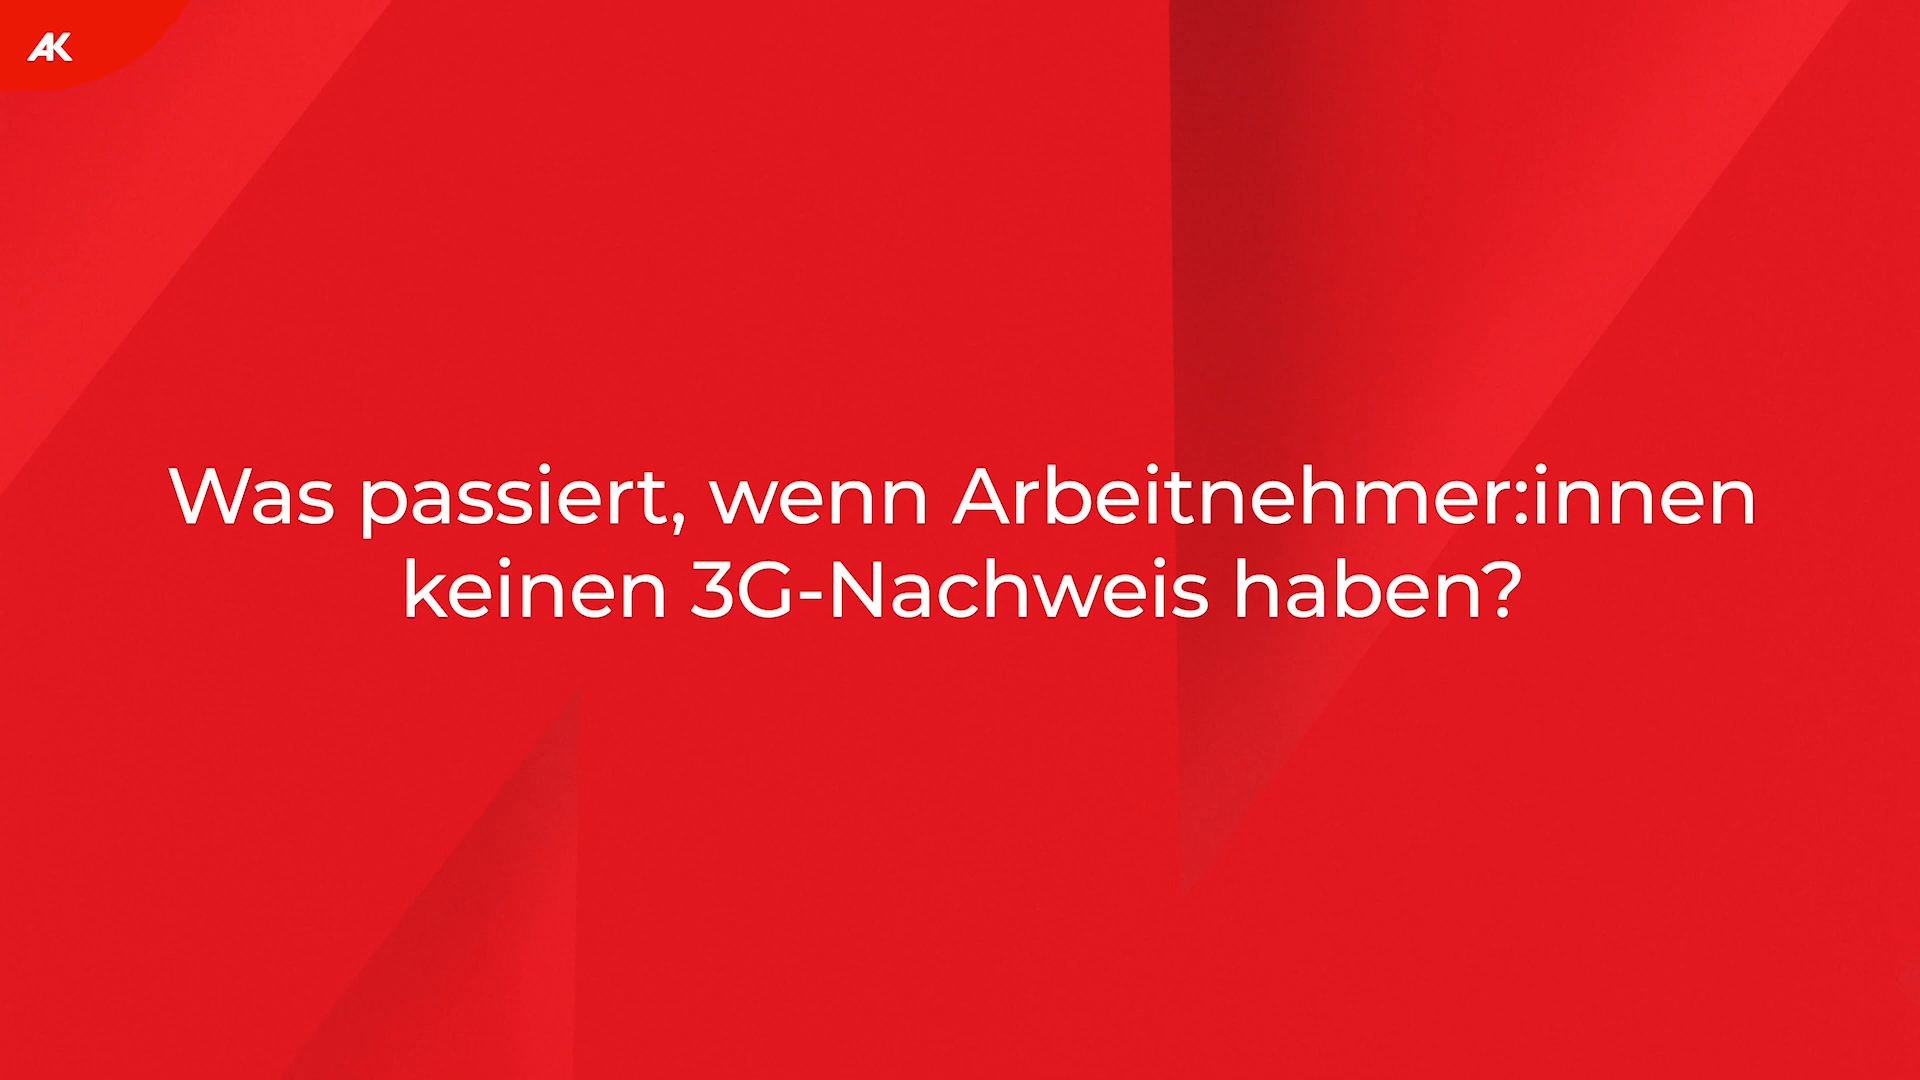 AK
Was passiert, wenn Arbeitnehmer:innen
keinen 3G-Nachweis haben?